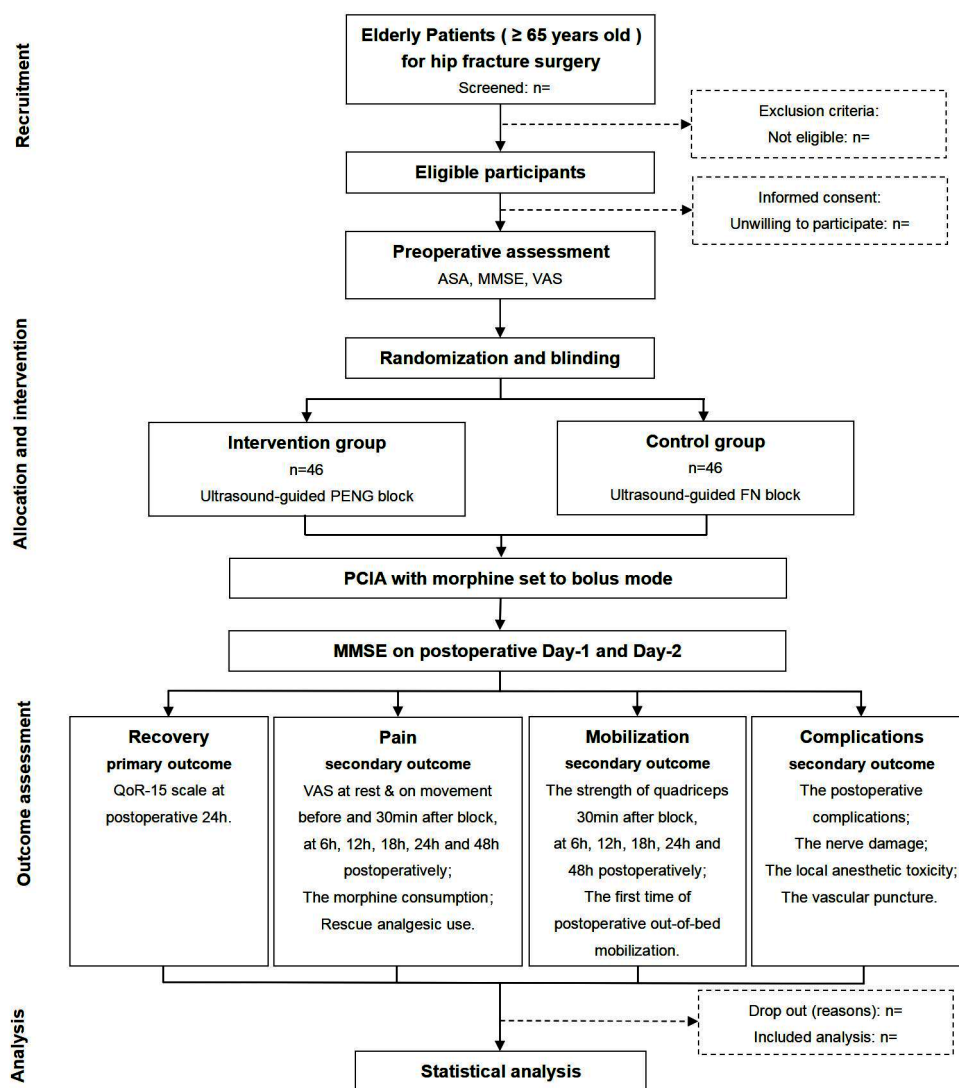 Recruitment
Elderly Patients ( ≥ 65 years old )
for hip fracture surgery
Screened: n=
Exclusion criteria:
Not eligible: n=
Eligible participants
Informed consent:
Unwilling to participate: n=
Preoperative assessment
ASA, MMSE, VAS
Allocation and intervention
Randomization and blinding
Intervention group
n=46
Ultrasound-guided PENG block
Control group
n=46
Ultrasound-guided FN block
PCIA with morphine set to bolus mode
MMSE on postoperative Day-1 and Day-2
Outcome assessment
Recovery
primary outcome
QoR-15 scale at
postoperative 24h.
Pain
secondary outcome
VAS at rest & on movement
before and 30min after block,
at 6h, 12h, 18h, 24h and 48h
postoperatively;
The morphine consumption;
Rescue analgesic use.
Mobilization
secondary outcome
The strength of quadriceps
30min after block,
at 6h, 12h, 18h, 24h and
48h postoperatively;
The first time of
postoperative out-of-bed
mobilization.
Complications
secondary outcome
The postoperative
complications;
The nerve damage;
The local anesthetic toxicity;
The vascular puncture.
Analysis
Drop out (reasons): n=
Included analysis: n=
Statistical analysis